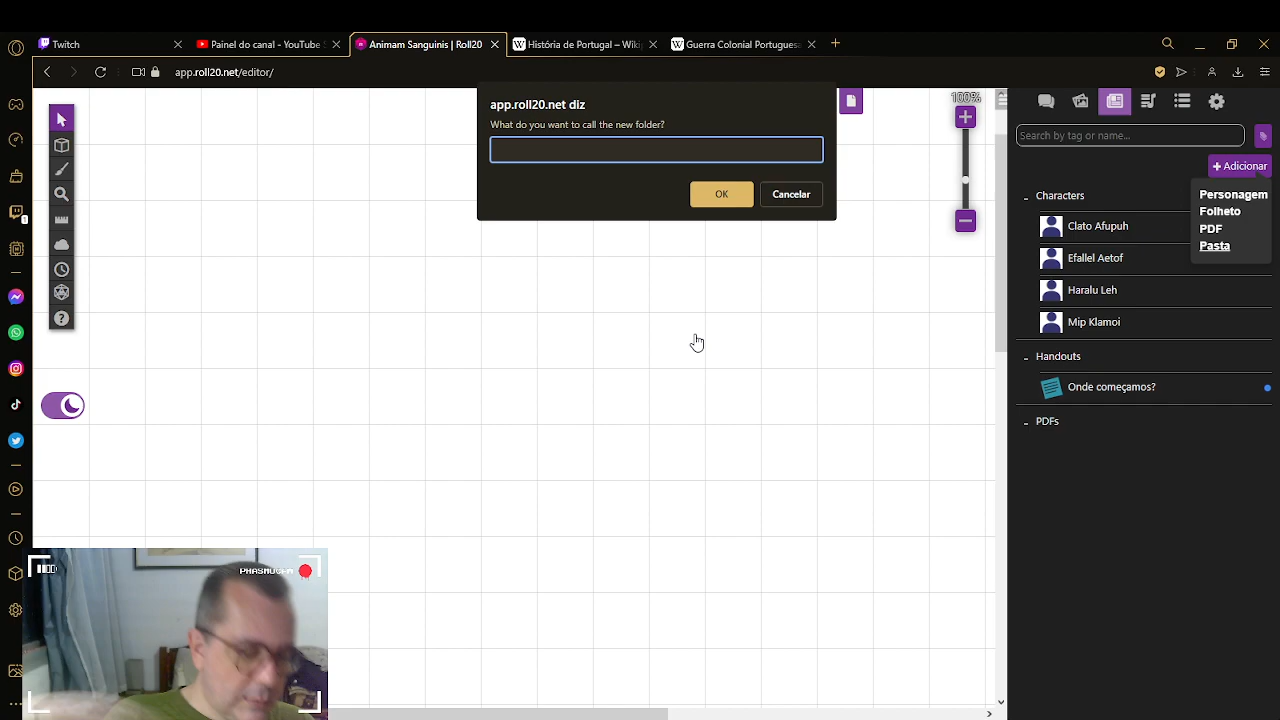 Twitch
Painel do canal - YouTube S
Animam Sanguinis | Roll20
História de Portugal – Wiki
Guerra Colonial Portuguesa
app.roll20.net/editor/
app.roll20.net diz
What do you want to call the new folder?
OK
Cancelar
100%
Search by tag or name...
+ Adicionar
Personagem
Folheto
PDF
Pasta
Characters
Clato Afupuh
Efallel Aetof
Haralu Leh
Mip Klamoi
Handouts
Onde começamos?
PDFs
PHASMOCAM